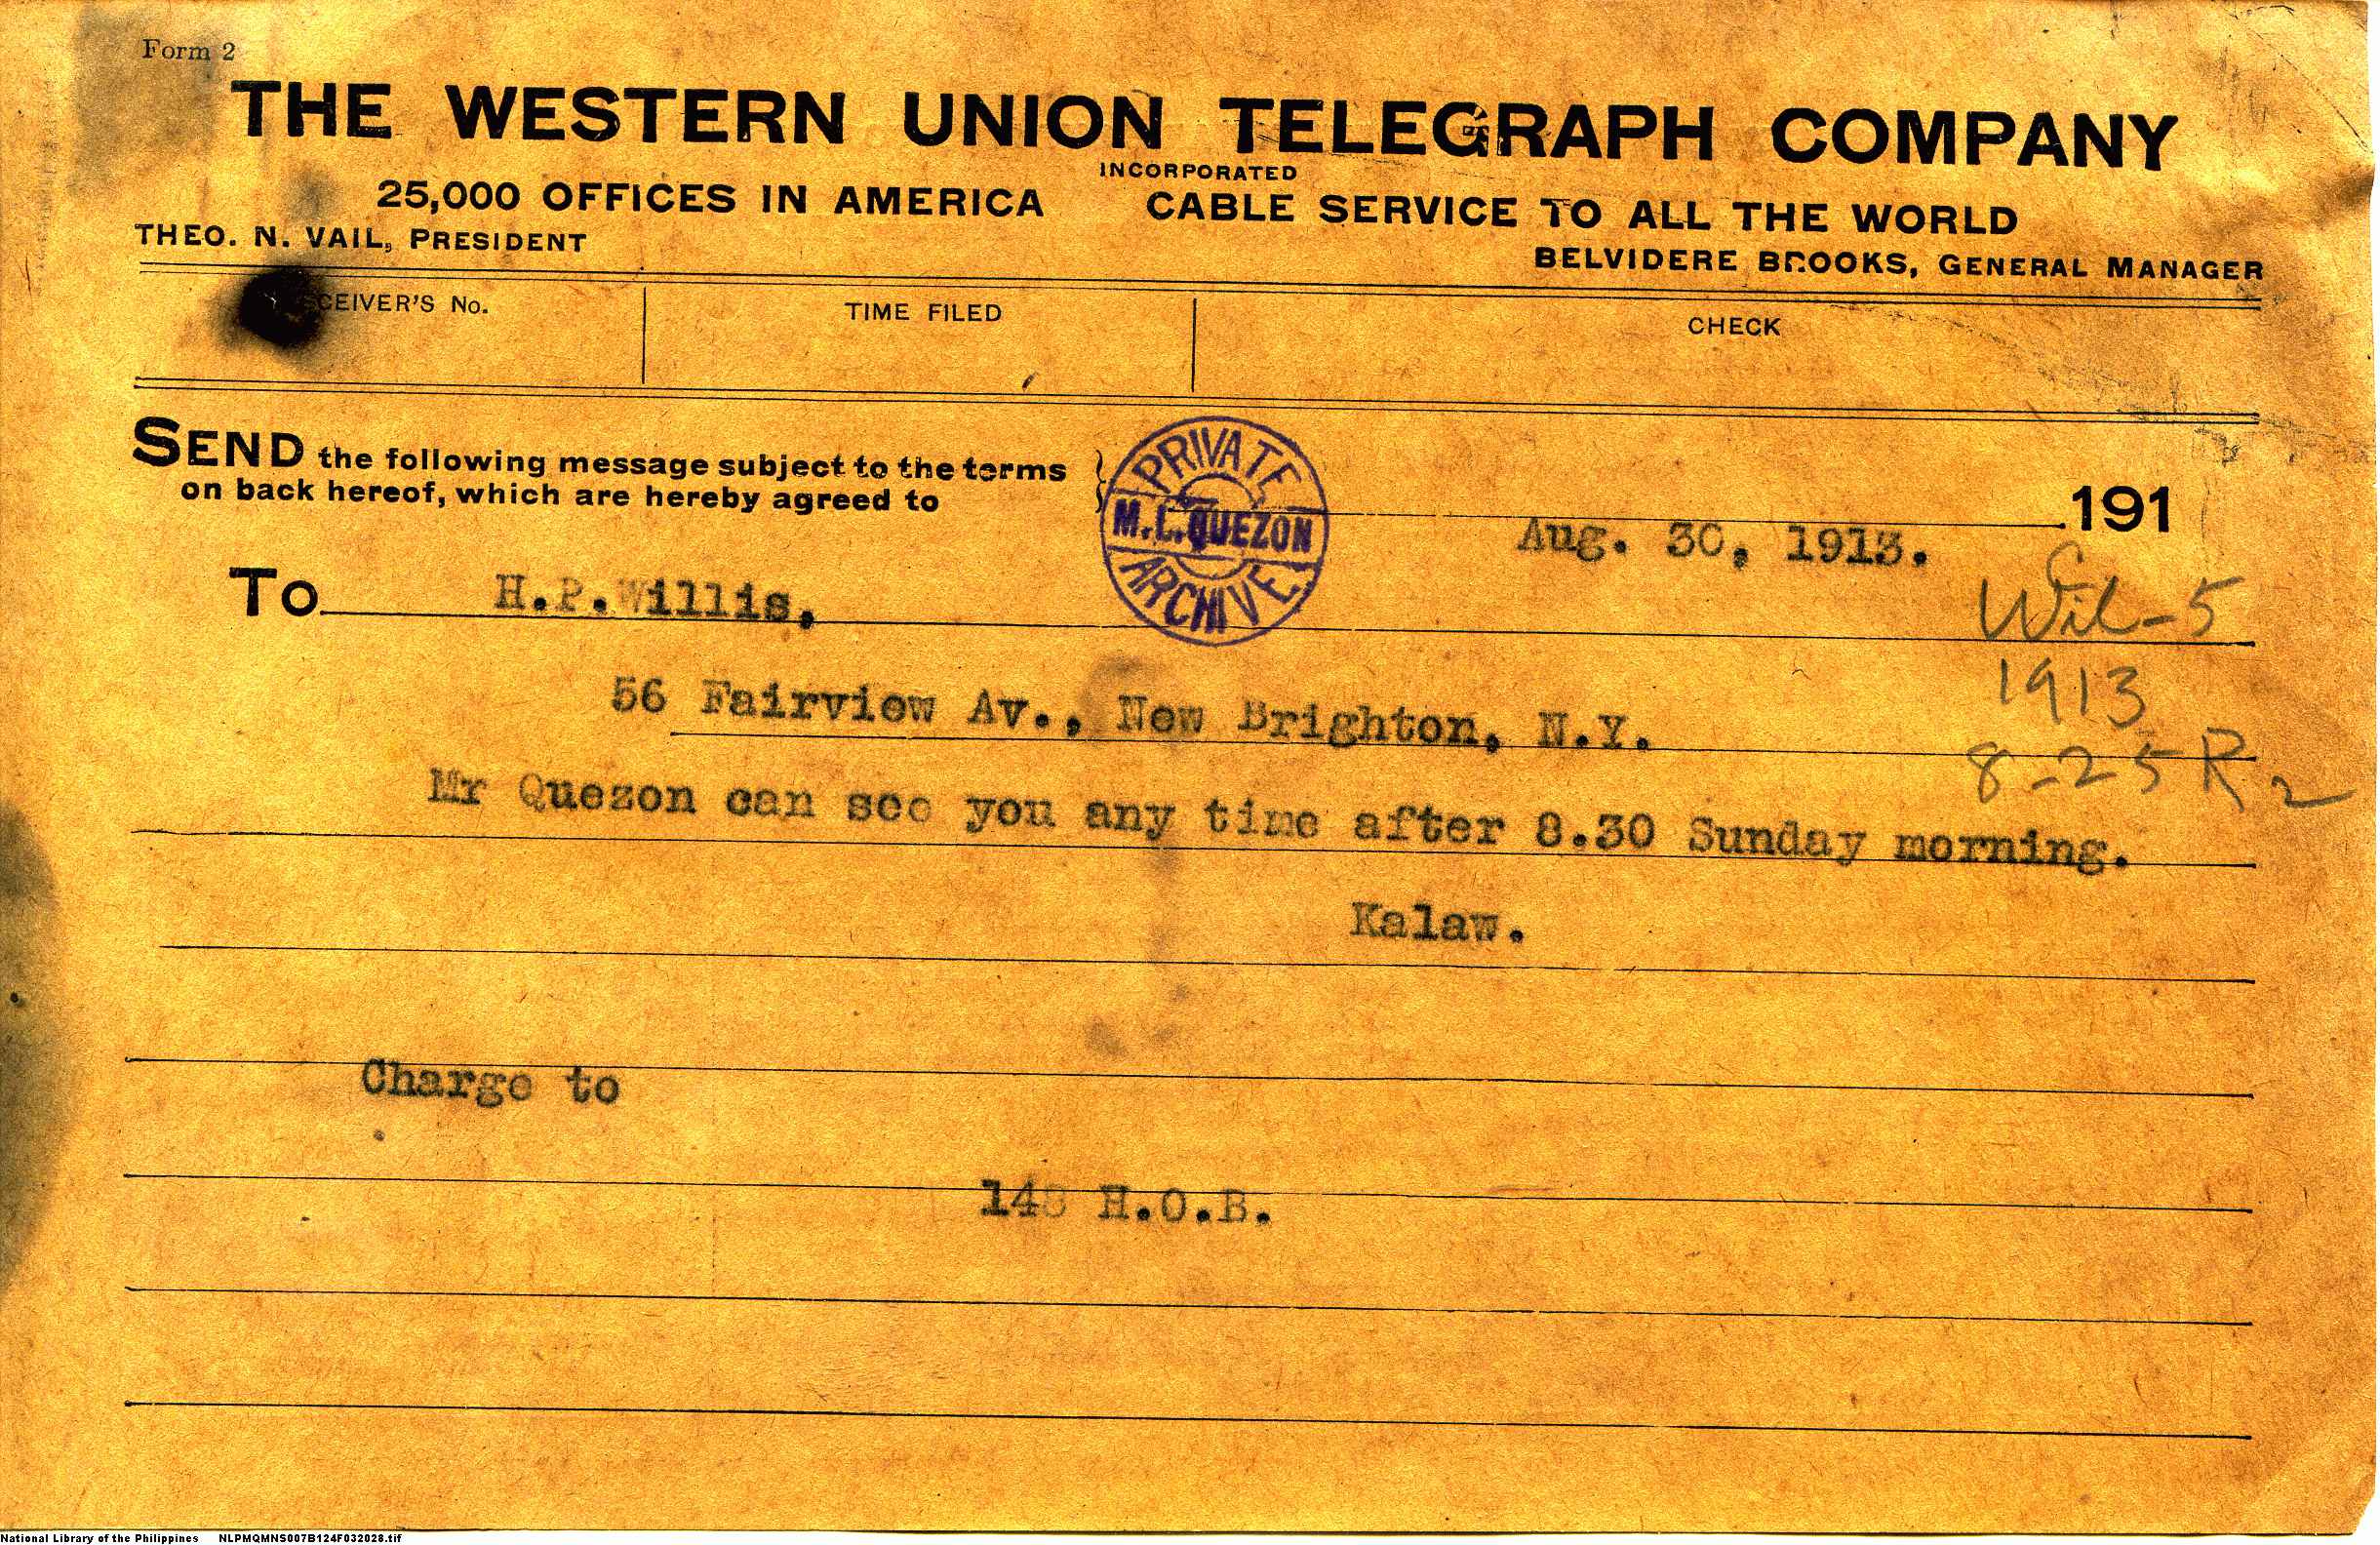 Form 2
THE WESTERN UNION TELEGRAPH COMPANY
INCORPORATED
25,000 OFFICES IN AMERICA CABLE SERVICE TO ALL THE WORLD
THEO. N. VAIL, PRESIDENT BELVIDERE BROOKS, GENERAL MANAGER
CEIVER'S No. TIME FILED CHECK
SEND the following message subject to the terms
on back hereof, which are hereby agreed to
191
PRIVATE
M.L.QUEZON
ARCHIVE
Aug. 30, 1913.
To H.P.Willis,
Wil-5
1913
8-25 R2
56 Fairview Av., New Brighton, N.Y.
Mr Quezon can see you any time after 8.30 Sunday morning.
Kalaw.
Charge to
H.O.B.
National Library of the Philippines NLPMQMNS007B124F032028.tif